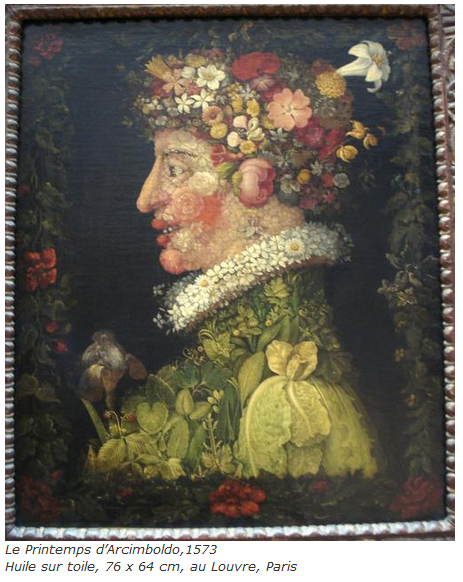 Le Printemps d'Arcimboldo,1573
Huile sur toile, 76 x 64 cm, au Louvre, Paris